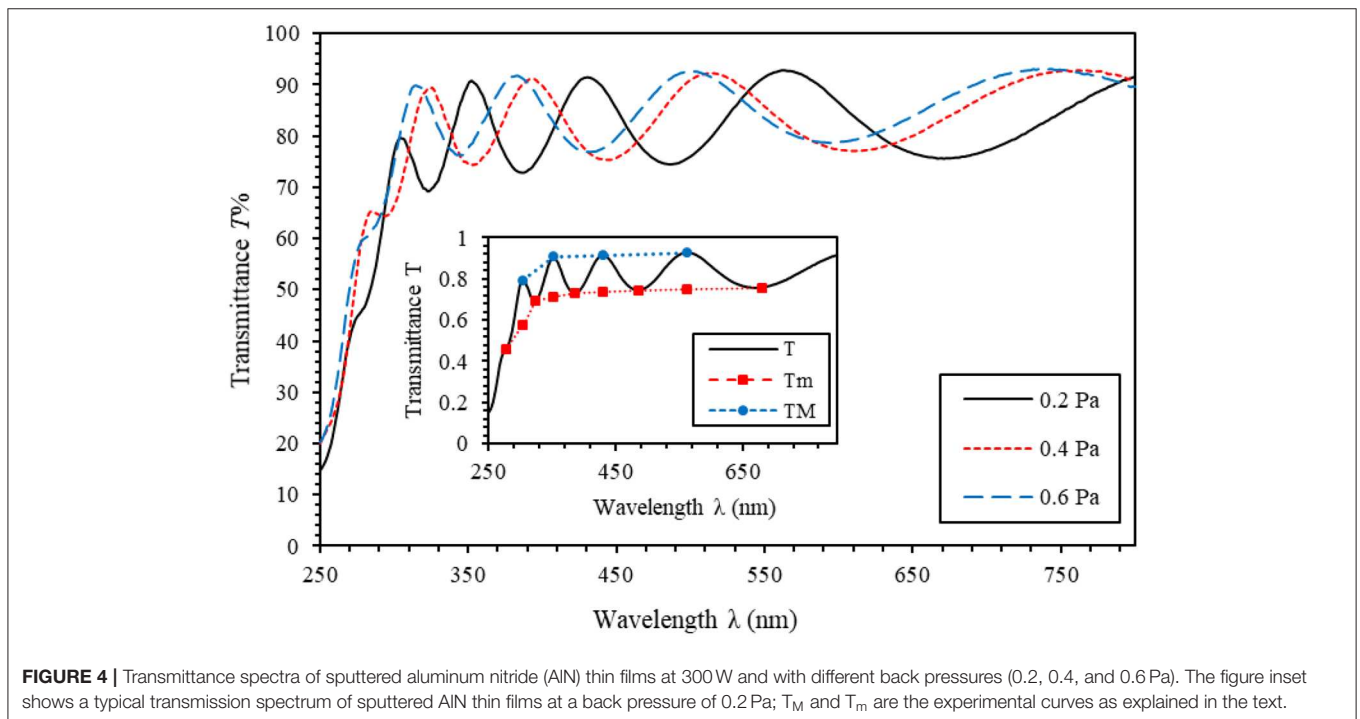 100
90
80
70
60
50
40
30
20
10
0
Transmittance T%
250
350
450
550
650
750
Wavelength λ (nm)
1
0.8
0.6
0.4
0.2
0
Transmittance T
250
450
650
Wavelength λ (nm)
T
Tm
TM
0.2 Pa
0.4 Pa
0.6 Pa
FIGURE 4 | Transmittance spectra of sputtered aluminum nitride (AlN) thin films at 300 W and with different back pressures (0.2, 0.4, and 0.6 Pa). The figure inset
shows a typical transmission spectrum of sputtered AlN thin films at a back pressure of 0.2 Pa; TM and Tm are the experimental curves as explained in the text.